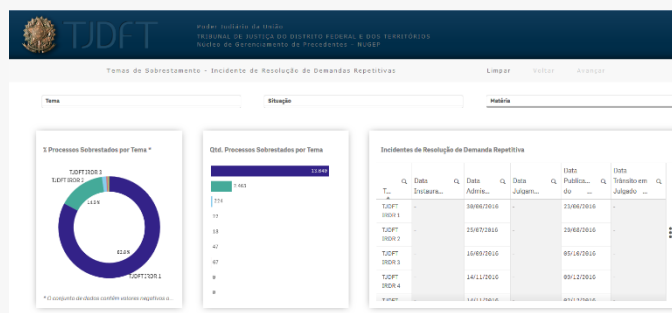 TJDFT
Poder Judiciário da União
TRIBUNAL DE JUSTIÇA DO DISTRITO FEDERAL E DOS TERRITÓRIOS
Núcleo de Gerenciamento de Precedentes - NUGEP
Temas de Sobrestamento - Incidente de Resolução de Demandas Repetitivas
Limpar Voltar Avançar
Tema Situação Matéria
% Processos Sobrestados por Tema *
TJDFT IRDR 3
TJDFT IRDR 2
TJDFT IRDR 1
* O conjunto de dados contém valores negativos o...
Qtd. Processos Sobrestados por Tema
13.849
Incidentes de Resolução de Demanda Repetitiva
T... Data Instaura... Data Admis... Data Julgam... Data Publica... do ... Data Trânsito em Julgado ...
TJDFT IRDR 1 - 30/06/2016 - 21/06/2016 -
TJDFT IRDR 2 - 25/07/2016 - 29/08/2016 -
TJDFT IRDR 3 - 16/09/2016 - 05/10/2016 -
TJDFT IRDR 4 - 14/11/2016 - 09/12/2016 -